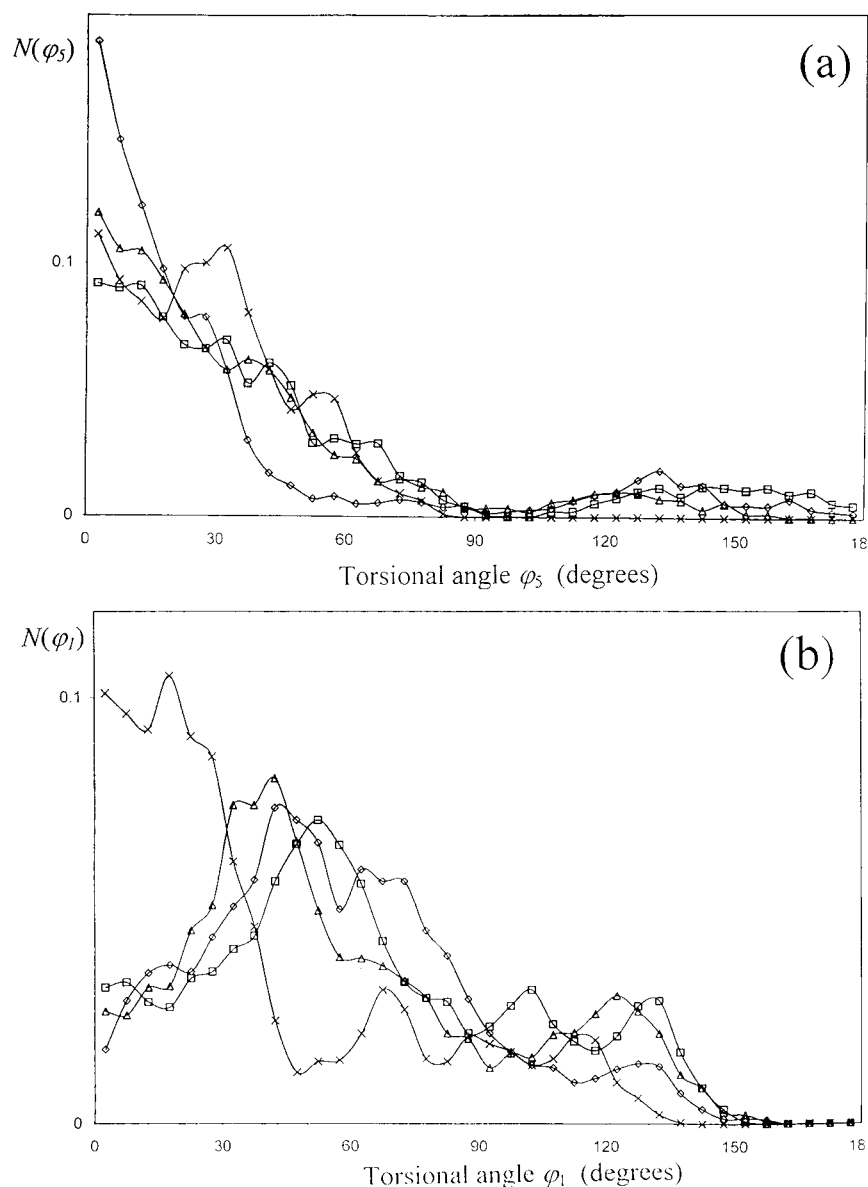 N(φ5)
(a)
0.1
0
0 30 60 90 120 150 18
Torsional angle φ5 (degrees)
N(φ1)
(b)
0.1
0
0 30 60 90 120 150 18
Torsional angle φ1 (degrees)